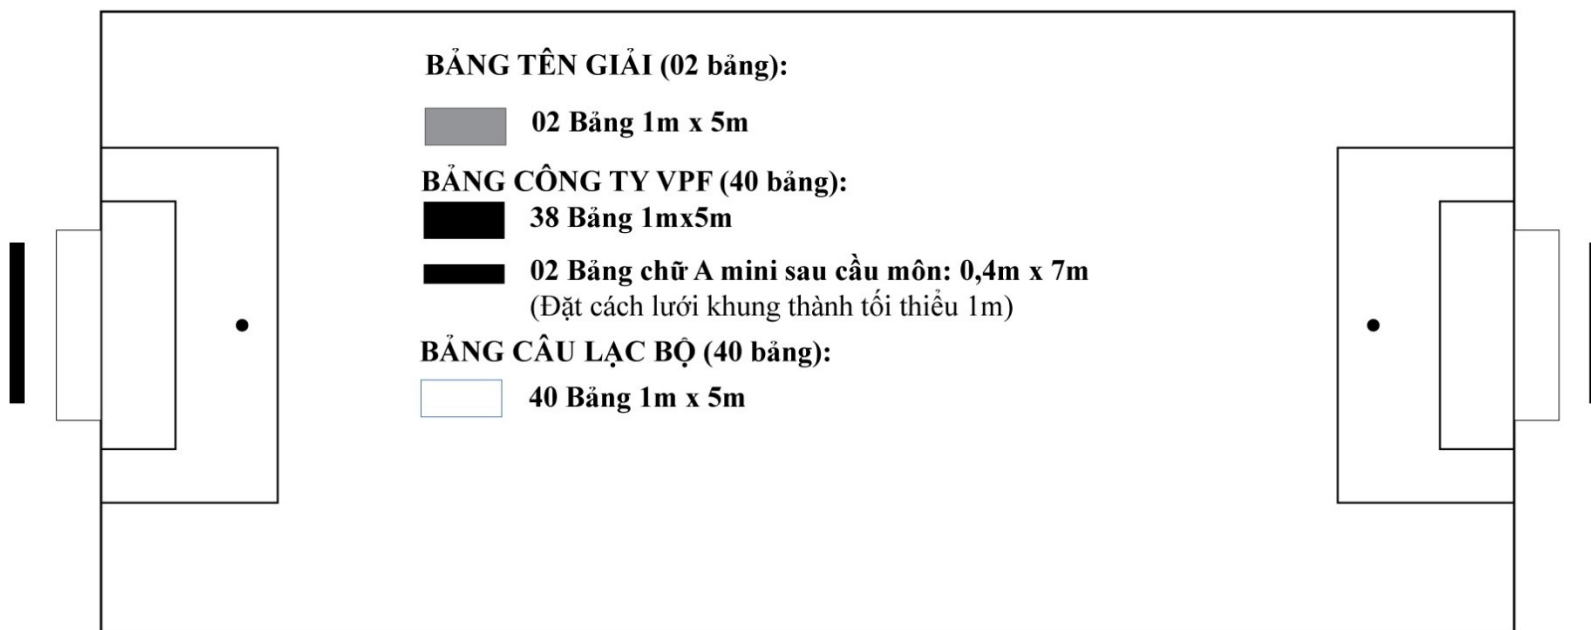 BẢNG TÊN GIẢI (02 bảng):
02 Bảng 1m x 5m
BẢNG CÔNG TY VPF (40 bảng):
38 Bảng 1mx5m
02 Bảng chữ A mini sau cầu môn: 0,4m x 7m
(Đặt cách lưới khung thành tối thiểu 1m)
BẢNG CÂU LẠC BỘ (40 bảng):
40 Bảng 1m x 5m